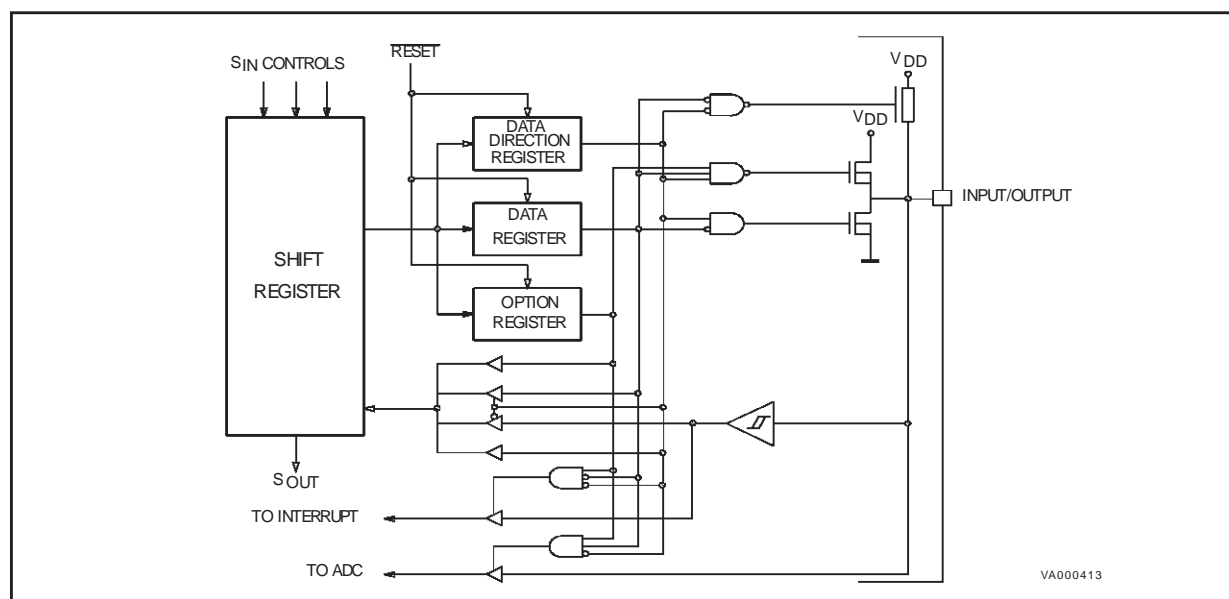 RESET
SIN CONTROLS
VDD
DATA
DIRECTION
REGISTER
VDD
INPUT/OUTPUT
DATA
REGISTER
SHIFT
REGISTER
OPTION
REGISTER
SOUT
TO INTERRUPT
TO ADC
VA000413